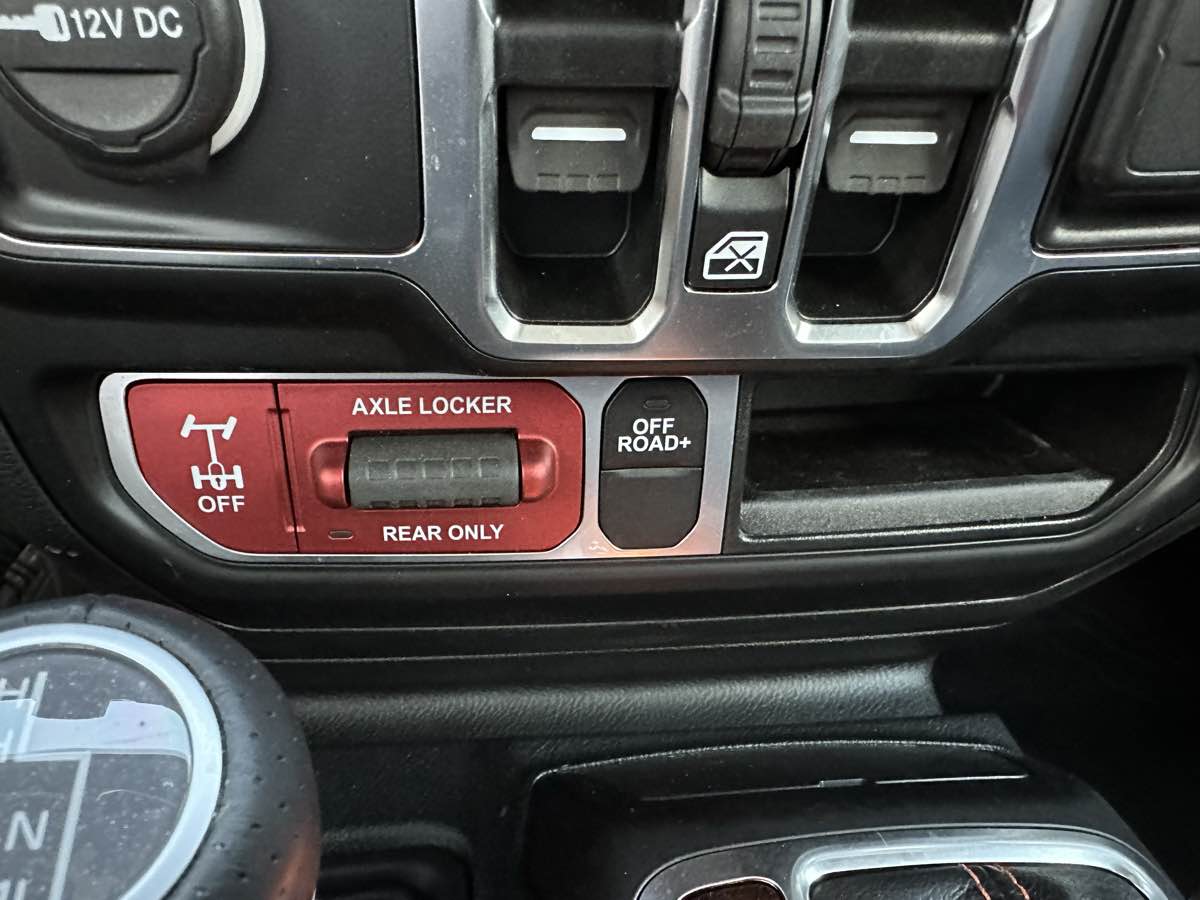 12V DC
AXLE LOCKER
OFF
ROAD+
OFF
REAR ONLY
N